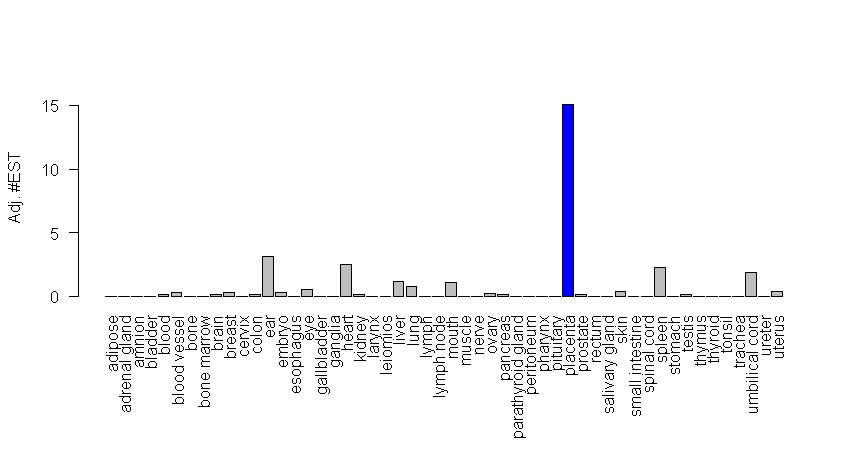 Adj. #EST
15
10
5
0
adipose
adrenal gland
amnion
bladder
blood
blood vessel
bone
bone marrow
brain
breast
cervix
colon
ear
embryo
esophagus
eye
gallbladder
ganglia
heart
kidney
larynx
leiomios
liver
lung
lymph
lymph node
mouth
muscle
nerve
ovary
pancreas
parathyroid gland
peritoneum
pharynx
pituitary
placenta
prostate
rectum
salivary gland
skin
small intestine
spinal cord
spleen
stomach
testis
thymus
thyroid
tonsil
trachea
umbilical cord
ureter
uterus